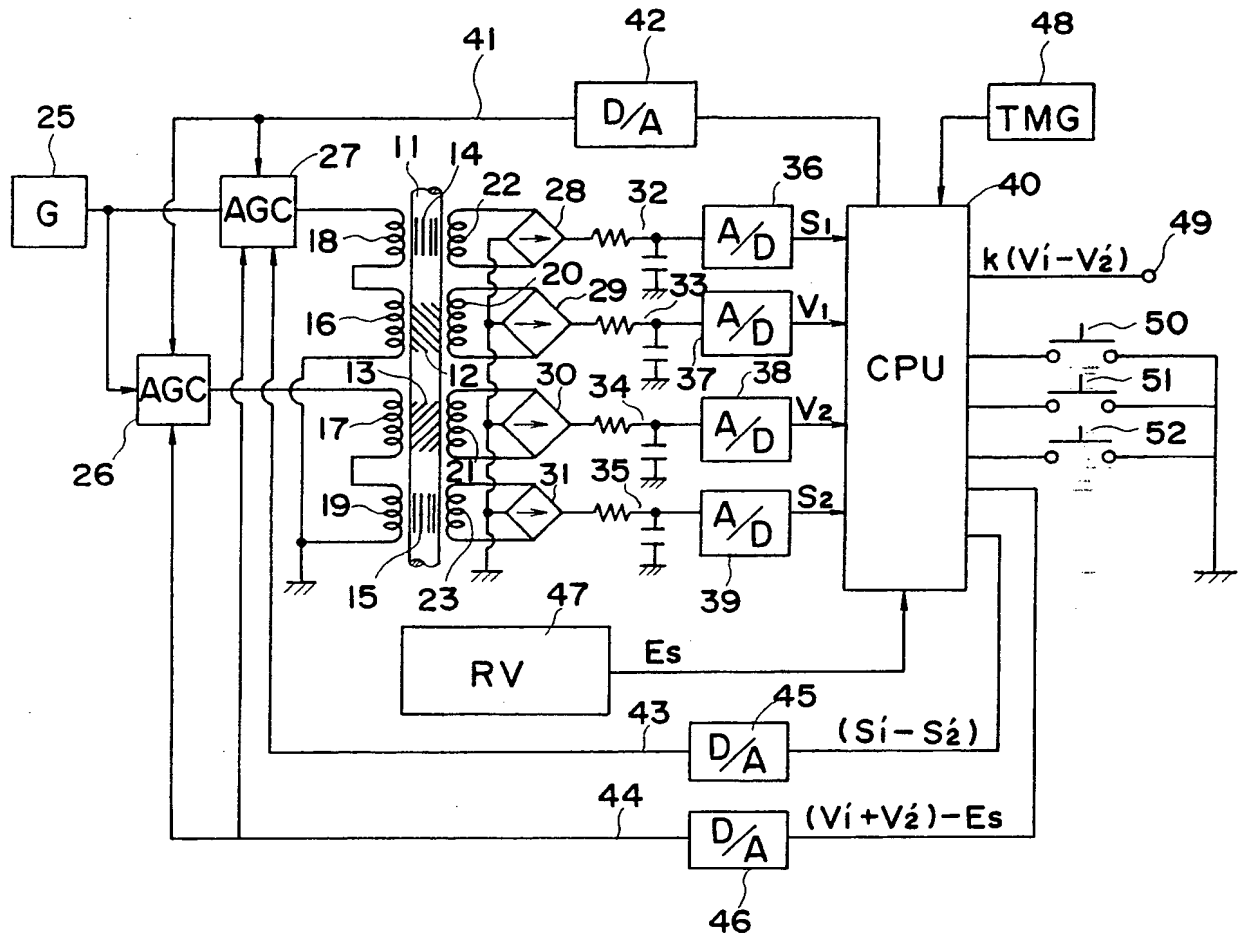 41
42
48
D/A
TMG
25
G
27
AGC
11
14
22
28
32
36
A/D
S1
40
18
20
29
33
A/D
V1
37
k(V1′−V2′)
49
16
12
CPU
50
AGC
26
13
30
34
38
A/D
V2
51
17
21
31
35
52
19
A/D
S2
39
15
23
47
RV
Es
43
45
D/A
(S1′−S2′)
44
D/A
(V1′+V2′)−Es
46